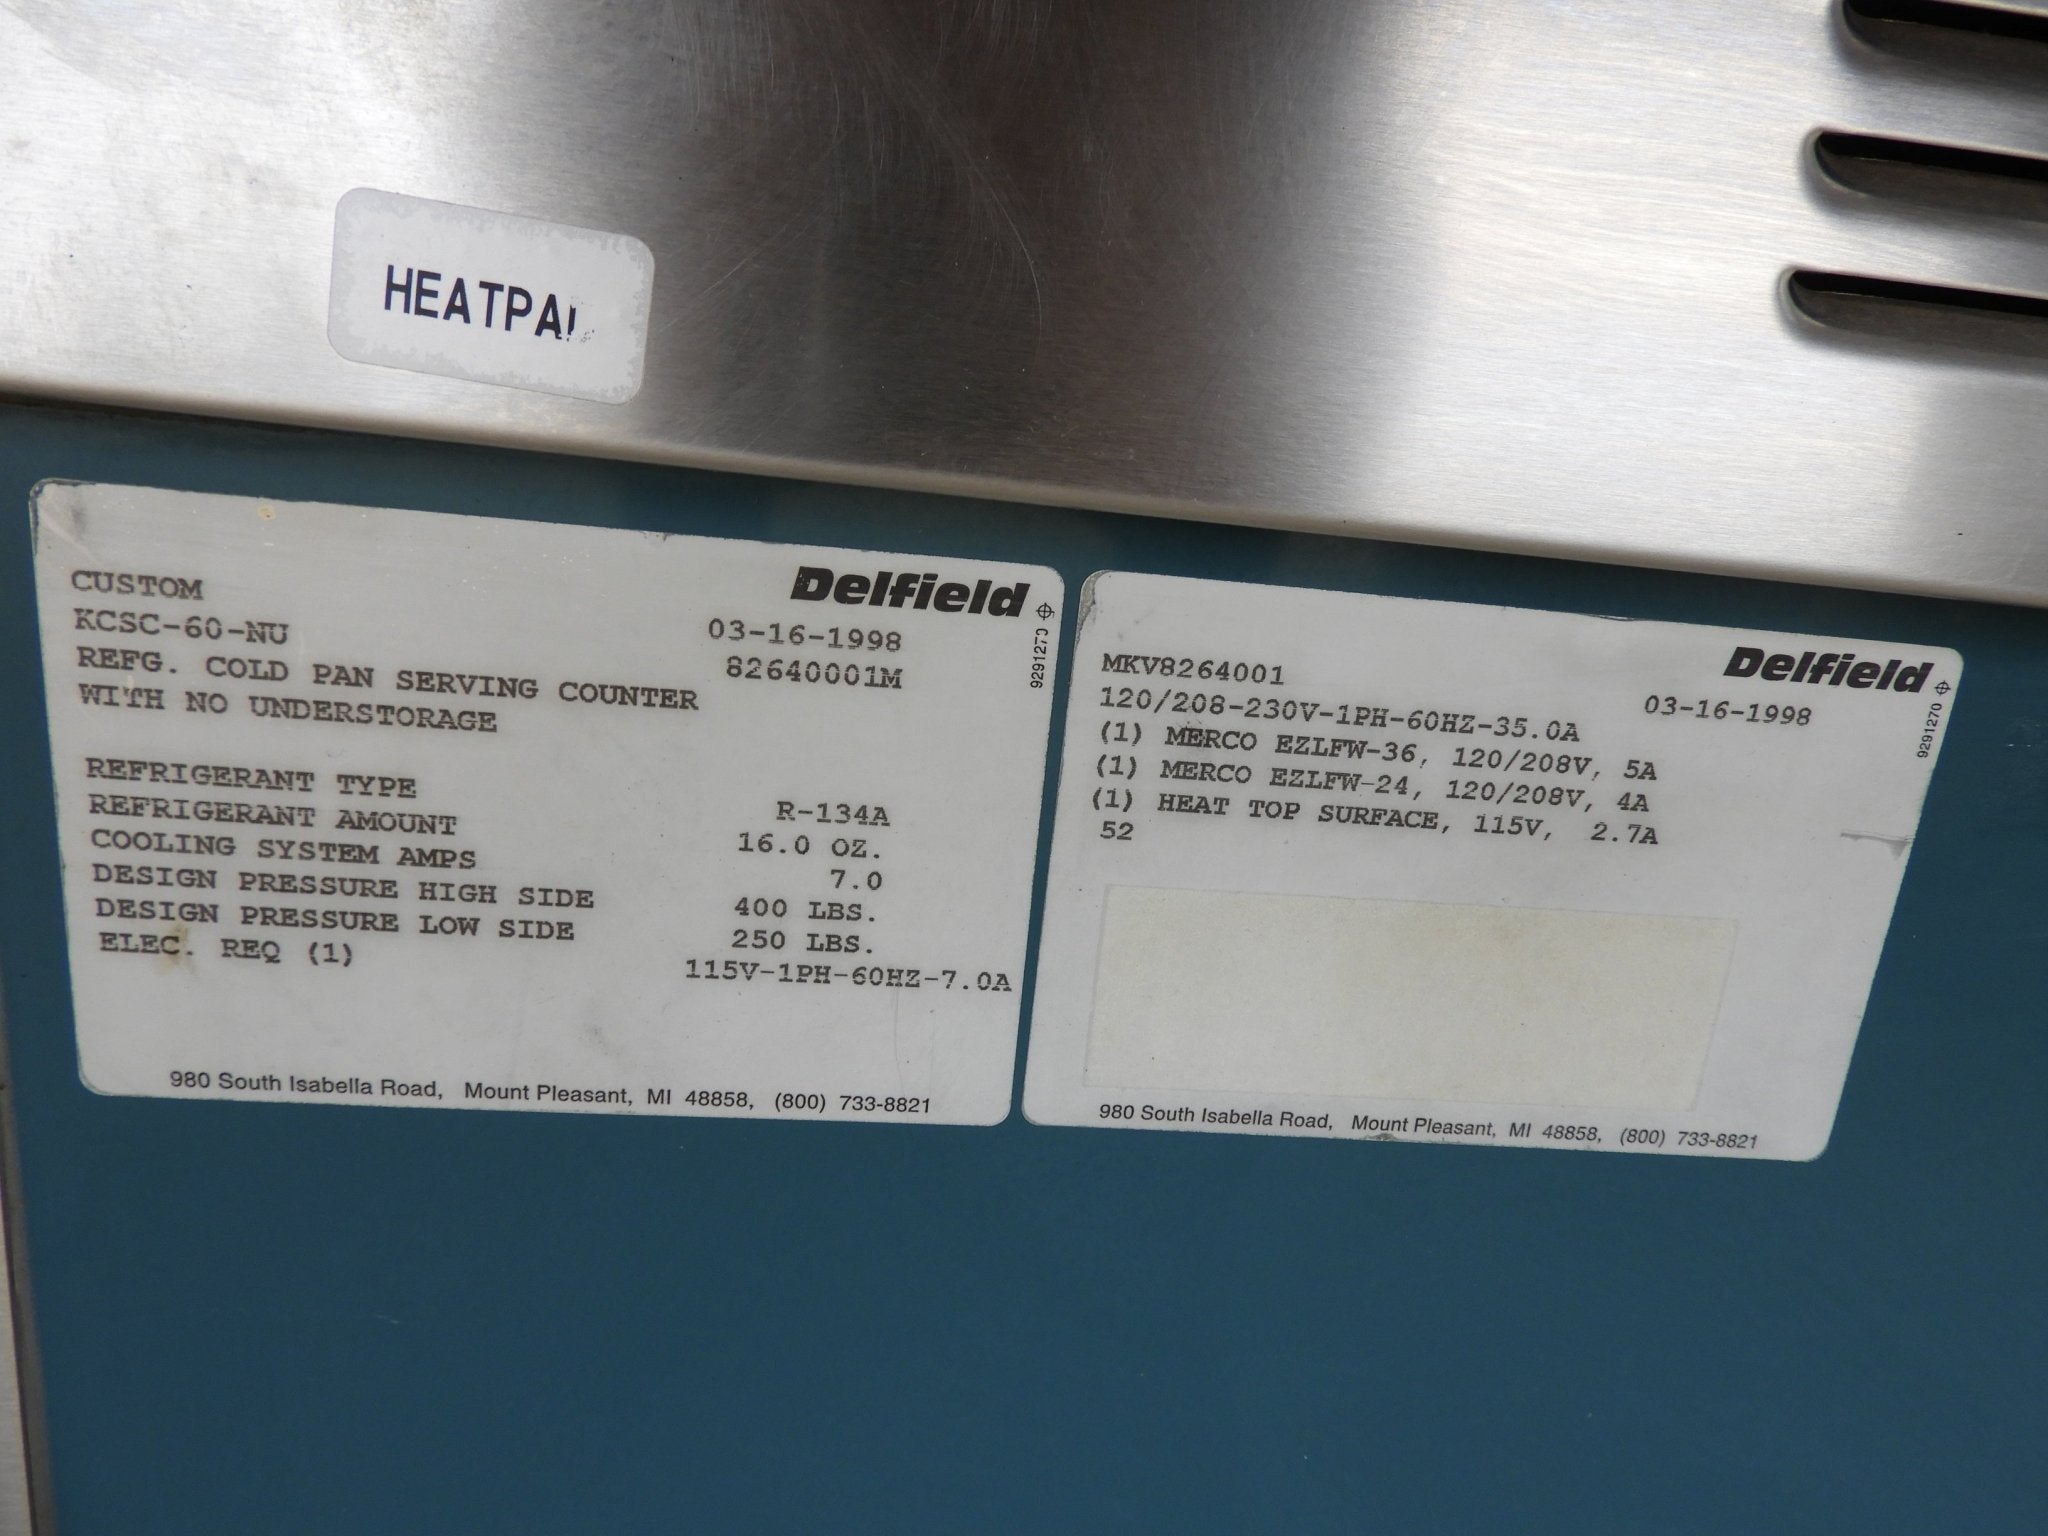 Delfield
CUSTOM
KCSC-60-NU 03-16-1998
REFG. COLD PAN SERVING COUNTER 82640001M
WITH NO UNDERSTORAGE
REFRIGERANT TYPE R-134A
REFRIGERANT AMOUNT 16.0 OZ.
COOLING SYSTEM AMPS 7.0
DESIGN PRESSURE HIGH SIDE 400 LBS.
DESIGN PRESSURE LOW SIDE 250 LBS.
ELEC. REQ (1) 115V-1PH-60HZ-7.0A
980 South Isabella Road, Mount Pleasant, MI 48858, (800) 733-8821
9291270
Delfield
MKV8264001 03-16-1998
120/208-230V-1PH-60HZ-35.0A
(1) MERCO EZLFW-36, 120/208V, 5A
(1) MERCO EZLFW-24, 120/208V, 4A
(1) HEAT TOP SURFACE, 115V, 2.7A
52
980 South Isabella Road, Mount Pleasant, MI 48858, (800) 733-8821
9291270